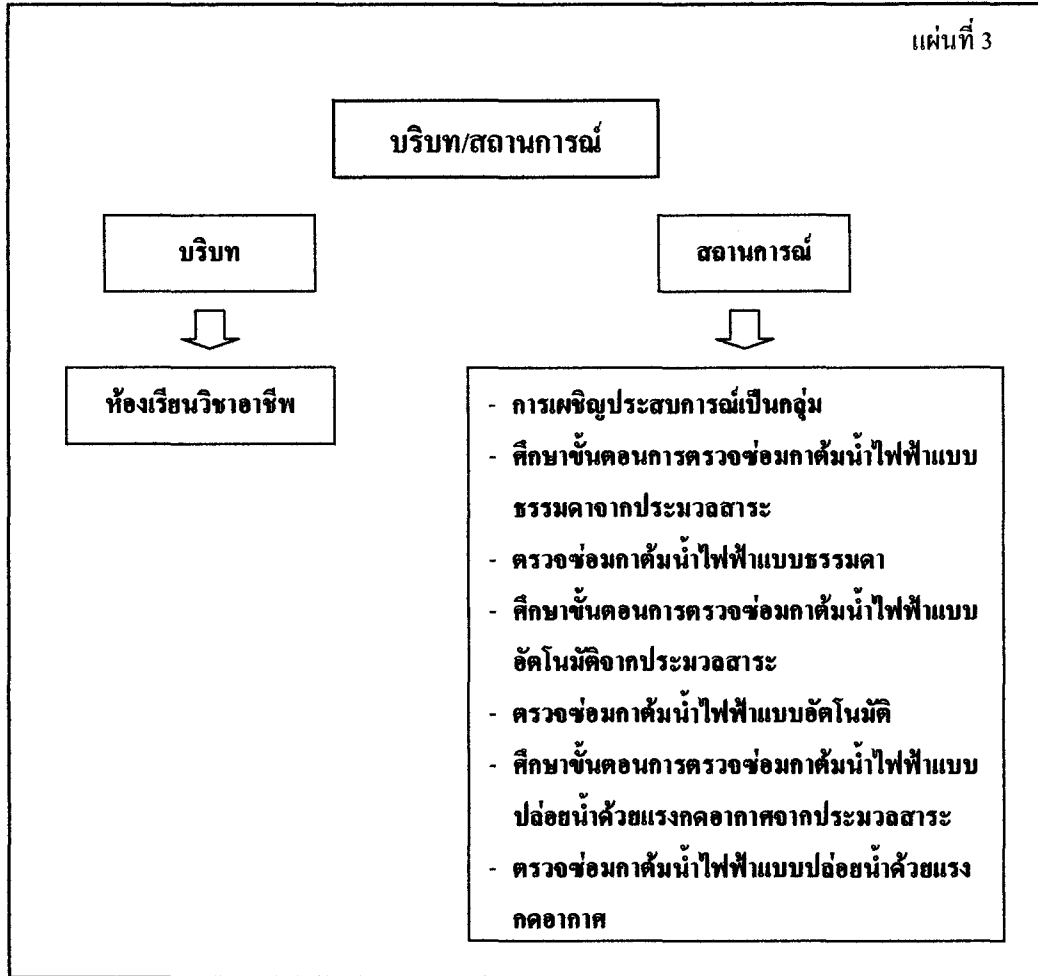 แผ่นที่ 3
บริบท/สถานการณ์
บริบท
สถานการณ์
ห้องเรียนวิชาอาชีพ
- การเผชิญประสบการณ์เป็นกลุ่ม
- ศึกษาขั้นตอนการตรวจซ่อมกาต้มน้ำไฟฟ้าแบบ
ธรรมดาจากประมวลสาระ
- ตรวจซ่อมกาต้มน้ำไฟฟ้าแบบธรรมดา
- ศึกษาขั้นตอนการตรวจซ่อมกาต้มน้ำไฟฟ้าแบบ
อัตโนมัติจากประมวลสาระ
- ตรวจซ่อมกาต้มน้ำไฟฟ้าแบบอัตโนมัติ
- ศึกษาขั้นตอนการตรวจซ่อมกาต้มน้ำไฟฟ้าแบบ
ปล่อยน้ำด้วยแรงกดอากาศจากประมวลสาระ
- ตรวจซ่อมกาต้มน้ำไฟฟ้าแบบปล่อยน้ำด้วยแรง
กดอากาศ